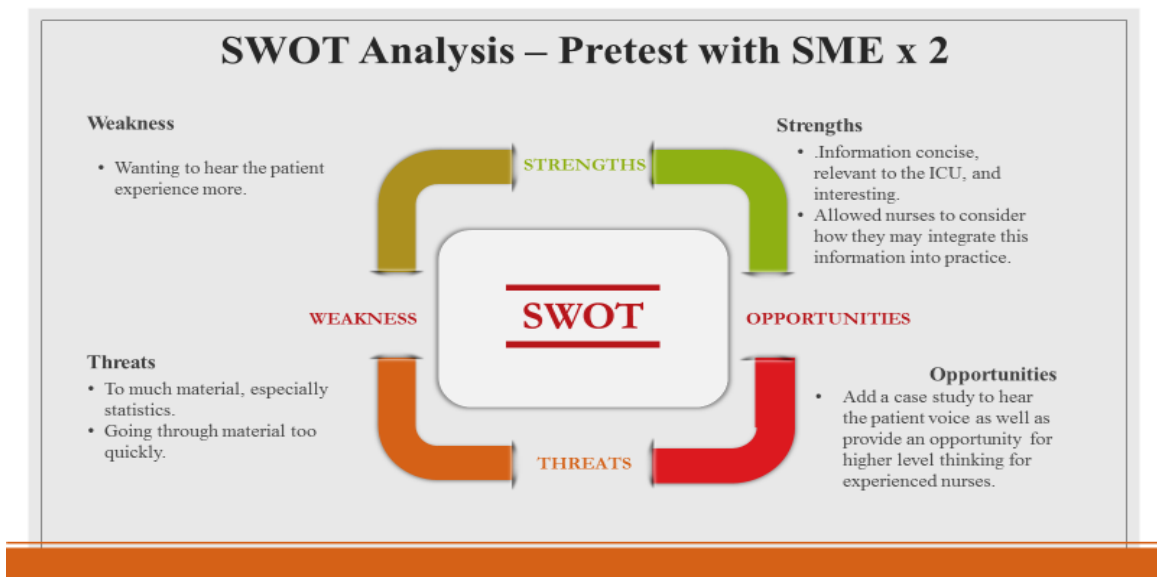 SWOT Analysis – Pretest with SME x 2
Weakness
• Wanting to hear the patient
experience more.
Strengths
• .Information concise,
relevant to the ICU, and
interesting.
• Allowed nurses to consider
how they may integrate this
information into practice.
STRENGTHS
WEAKNESS
SWOT
OPPORTUNITIES
THREATS
Threats
• To much material, especially
statistics.
• Going through material too
quickly.
Opportunities
• Add a case study to hear
the patient voice as well as
provide an opportunity for
higher level thinking for
experienced nurses.